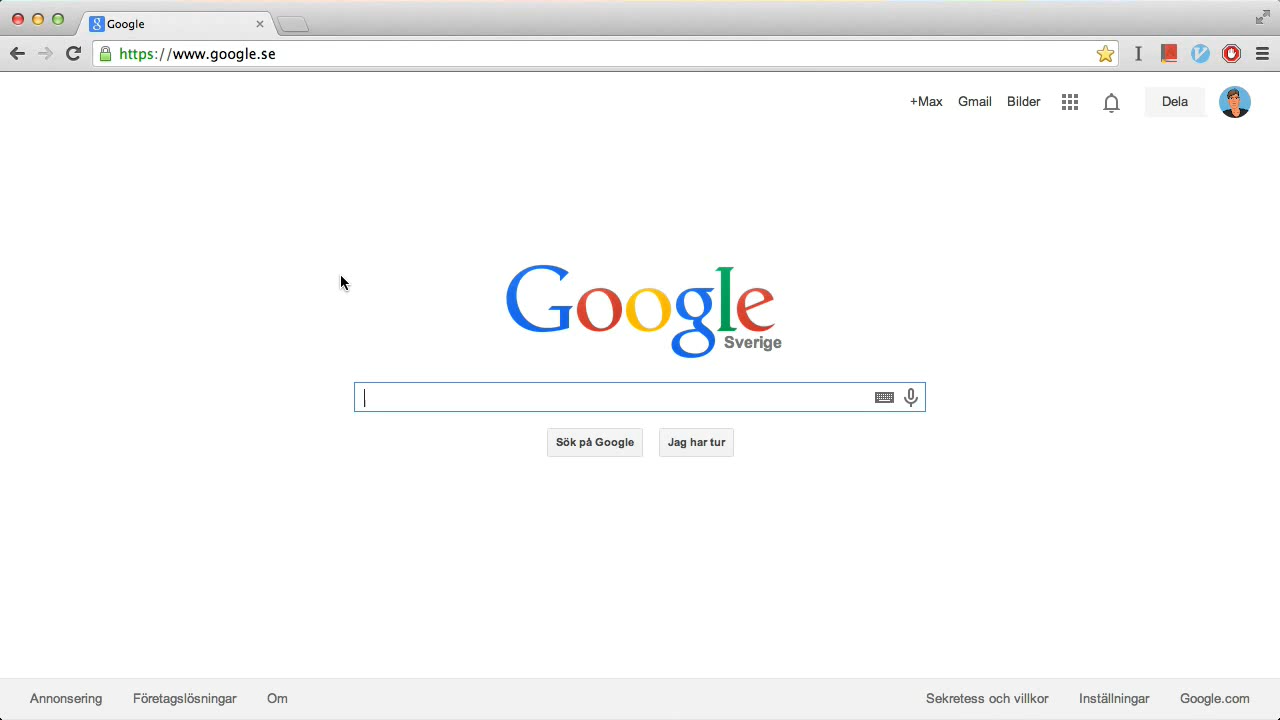 Google
https://www.google.se
+Max Gmail Bilder Dela
Google
Sverige
Sök på Google Jag har tur
Annonsering Företagslösningar Om Sekretess och villkor Inställningar Google.com